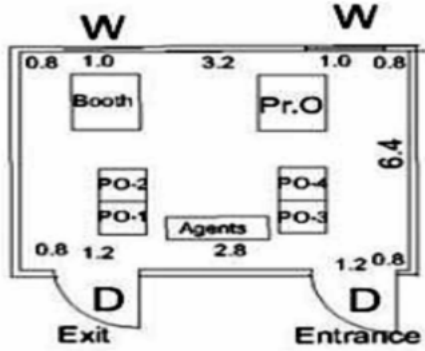 W W
0.8 1.0 3.2 1.0 0.8
Booth Pr.O
6.4
PO-2 PO-4
PO-1 Agents PO-3
0.8 1.2 2.8 1.2 0.8
D D
Exit Entrance